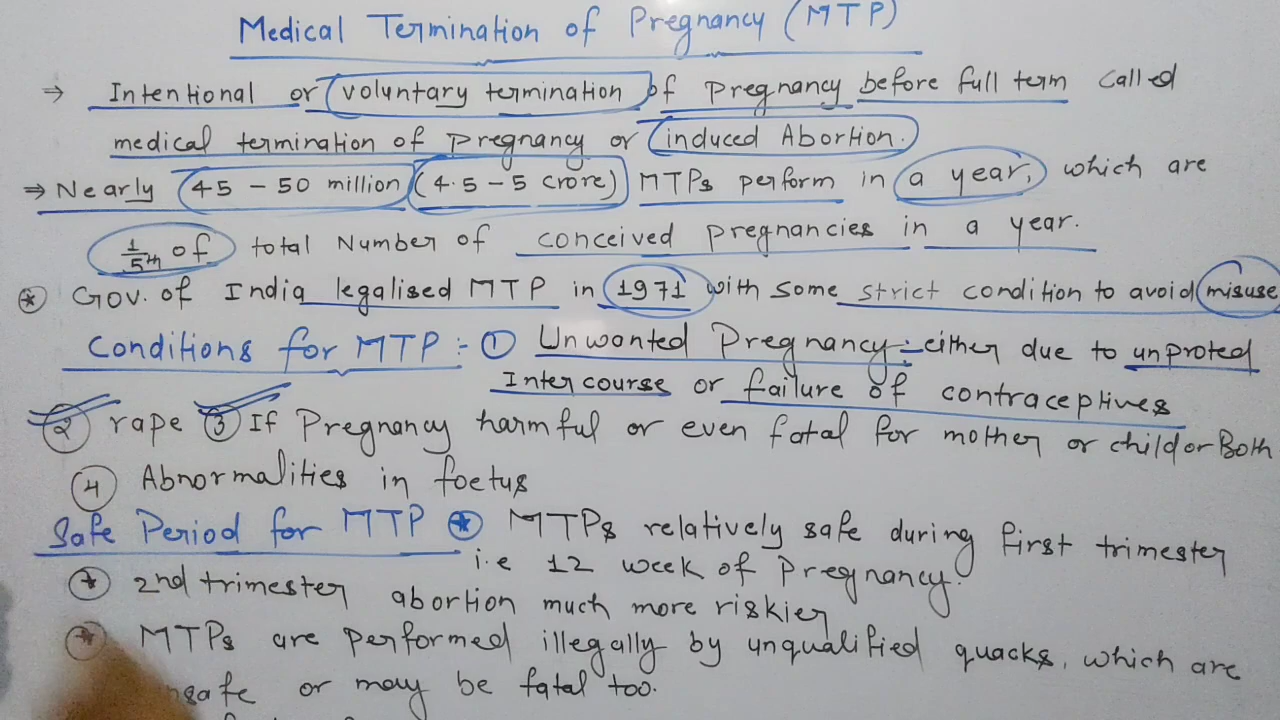 Medical Termination of Pregnancy (MTP)
⇒ Intentional or voluntary termination of Pregnancy before full term called
medical termination of Pregnancy or induced Abortion.
⇒ Nearly 45 - 50 million (4.5 - 5 crore) MTPs perform in a year, which are
1/5th of total Number of conceived pregnancies in a year.
* Gov. of India legalised MTP in 1971 with some strict condition to avoid misuse
Conditions for MTP :- ① Unwanted Pregnancy :- either due to unproted
Intercourse or failure of contraceptives
② rape ③ If Pregnancy harmful or even fatal for mother or child or Both
④ Abnormalities in foetus
Safe Period for MTP * MTPs relatively safe during first trimester
i.e 12 week of Pregnancy.
* 2nd trimester abortion much more riskier
* MTPs are performed illegally by unqualified quacks, which are
or may be fatal too.